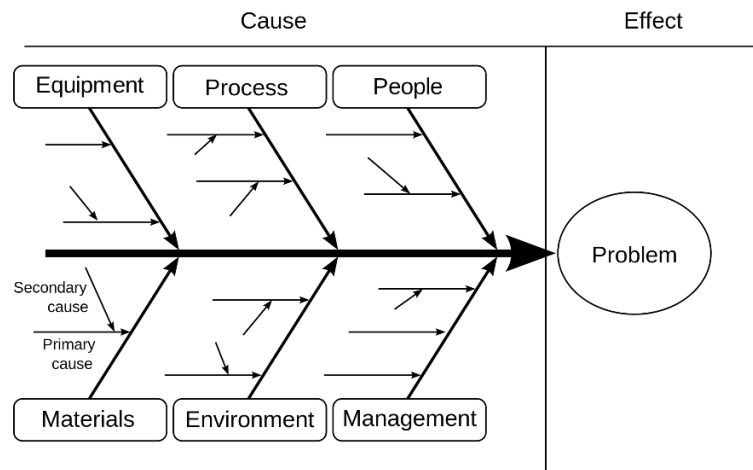 Cause
Effect
Equipment
Process
People
Problem
Secondary
cause
Primary
cause
Materials
Environment
Management